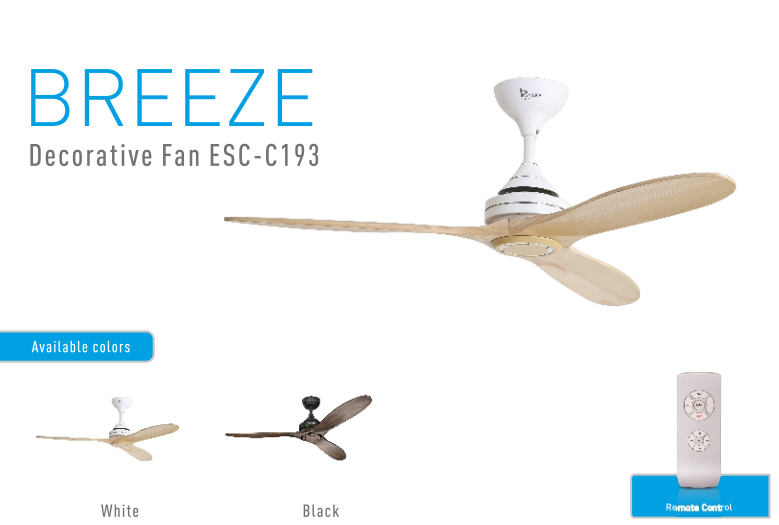 BREEZE
Decorative Fan ESC-C193
Available colors
White
Black
Remote Control